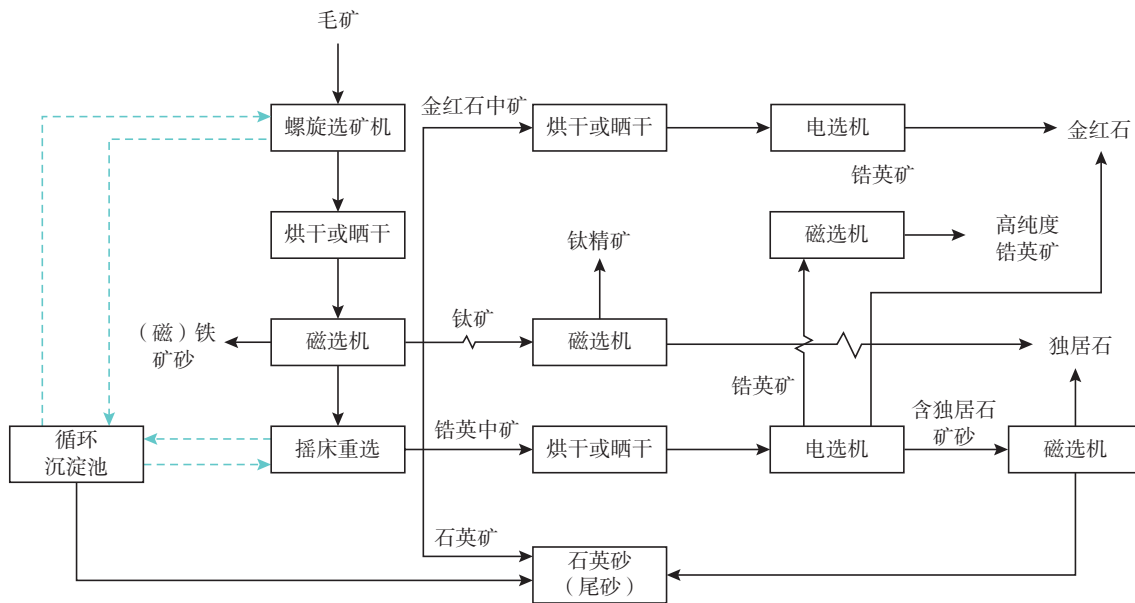 毛矿
螺旋选矿机
金红石中矿
烘干或晒干
电选机
金红石
锆英矿
烘干或晒干
钛精矿
磁选机
高纯度
锆英矿
（磁）铁
矿砂
磁选机
钛矿
磁选机
独居石
锆英矿
含独居石
矿砂
循环
沉淀池
摇床重选
锆英中矿
烘干或晒干
电选机
磁选机
石英矿
石英砂
（尾砂）